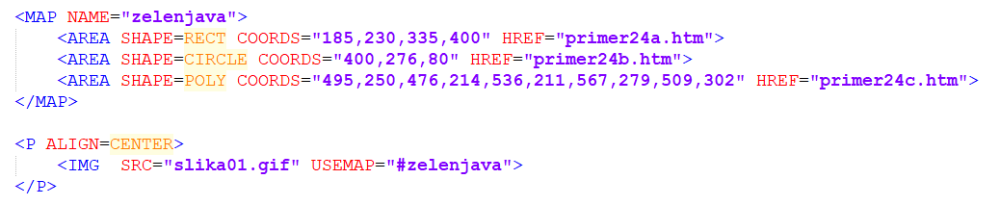 <MAP NAME="zelenjava">
<AREA SHAPE=RECT COORDS="185,230,335,400" HREF="primer24a.htm">
<AREA SHAPE=CIRCLE COORDS="400,276,80" HREF="primer24b.htm">
<AREA SHAPE=POLY COORDS="495,250,476,214,536,211,567,279,509,302" HREF="primer24c.htm">
</MAP>
<P ALIGN=CENTER>
<IMG  SRC="slika01.gif" USEMAP="#zelenjava">
</P>